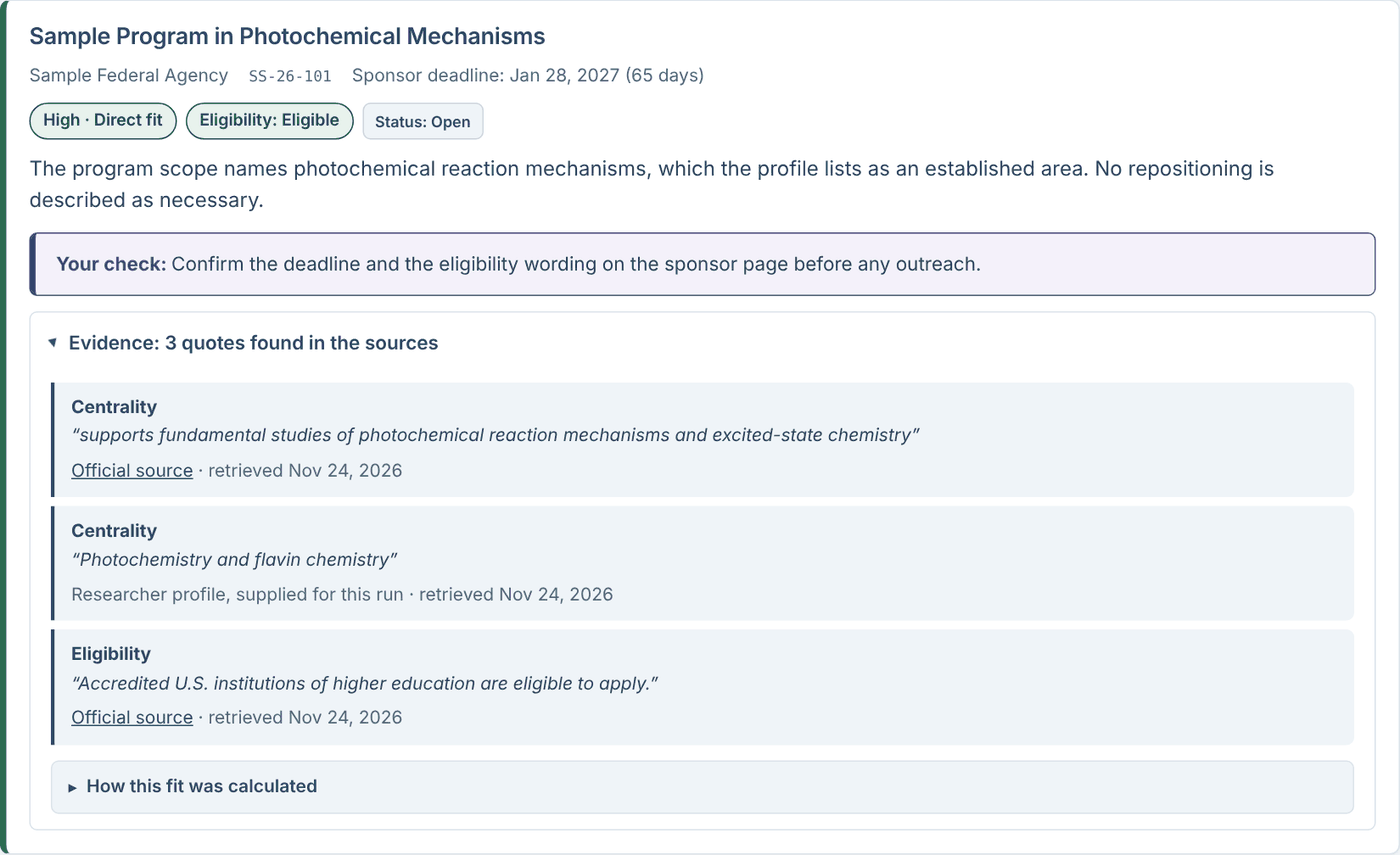 Sample Program in Photochemical Mechanisms
Sample Federal Agency SS-26-101 Sponsor deadline: Jan 28, 2027 (65 days)
High · Direct fit Eligibility: Eligible Status: Open
The program scope names photochemical reaction mechanisms, which the profile lists as an established area. No repositioning is
described as necessary.
Your check: Confirm the deadline and the eligibility wording on the sponsor page before any outreach.
Evidence: 3 quotes found in the sources
Centrality
“supports fundamental studies of photochemical reaction mechanisms and excited-state chemistry”
Official source · retrieved Nov 24, 2026
Centrality
“Photochemistry and flavin chemistry”
Researcher profile, supplied for this run · retrieved Nov 24, 2026
Eligibility
“Accredited U.S. institutions of higher education are eligible to apply.”
Official source · retrieved Nov 24, 2026
How this fit was calculated